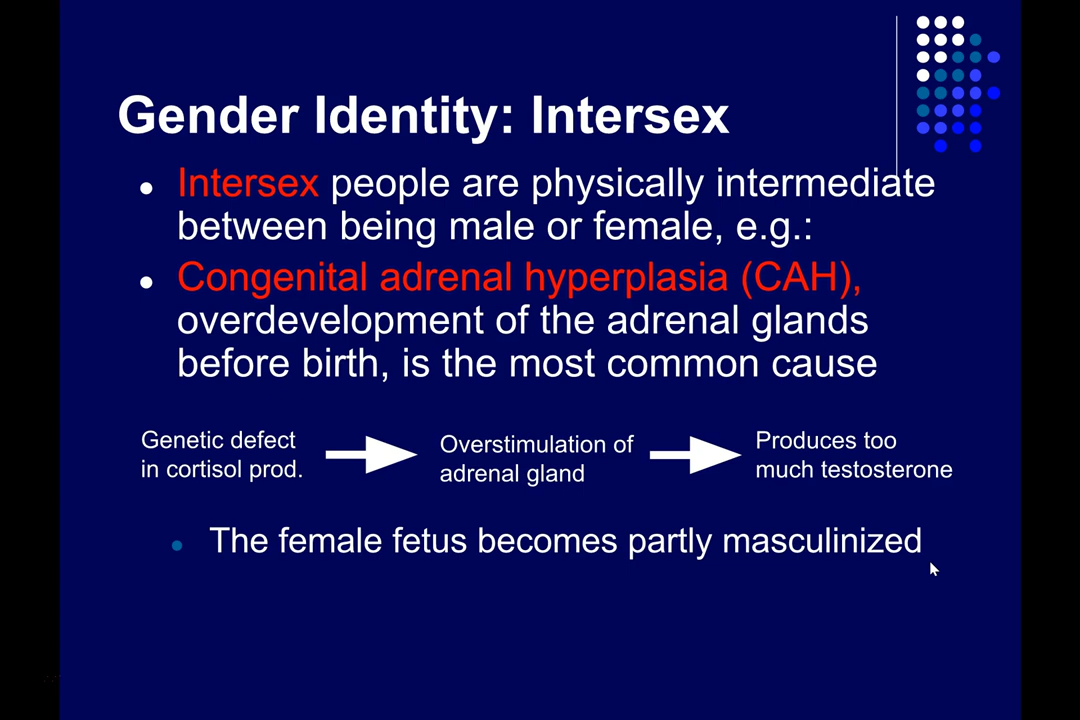 Gender Identity: Intersex
Intersex people are physically intermediate
between being male or female, e.g.:
Congenital adrenal hyperplasia (CAH),
overdevelopment of the adrenal glands
before birth, is the most common cause
Genetic defect
in cortisol prod.
Overstimulation of
adrenal gland
Produces too
much testosterone
The female fetus becomes partly masculinized